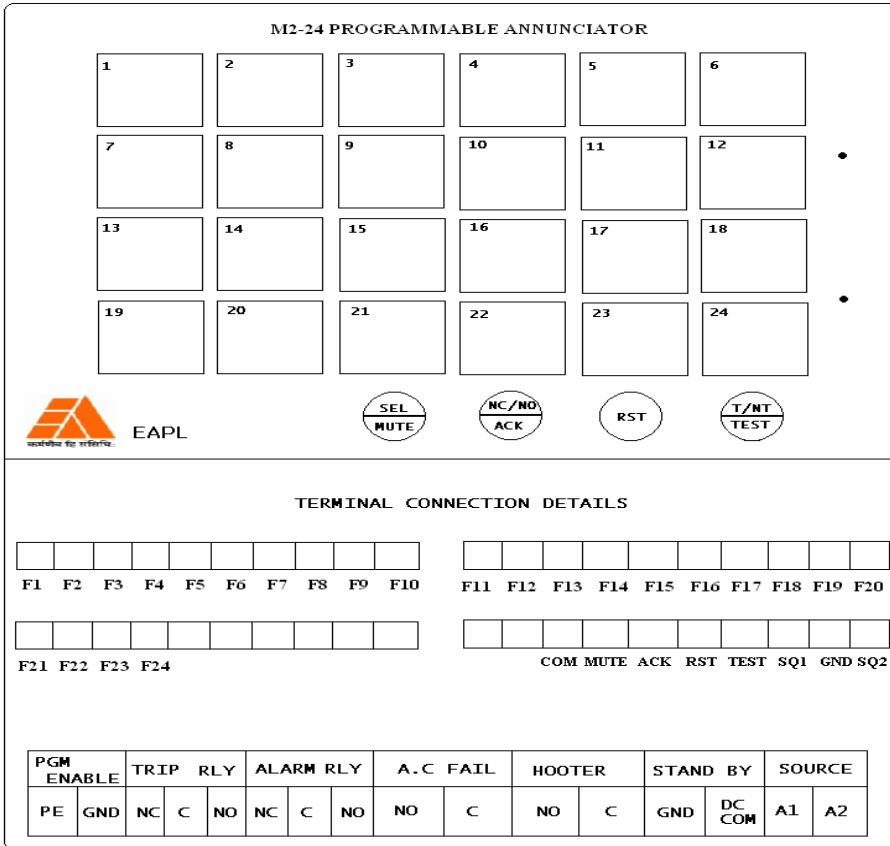 M2-24 PROGRAMMABLE ANNUNCIATOR
1 2 3 4 5 6
7 8 9 10 11 12
13 14 15 16 17 18
19 20 21 22 23 24
SEL NC/NO RST T/NT
MUTE ACK TEST
EAPL
TERMINAL CONNECTION DETAILS
F1 F2 F3 F4 F5 F6 F7 F8 F9 F10 F11 F12 F13 F14 F15 F16 F17 F18 F19 F20
F21 F22 F23 F24 COM MUTE ACK RST TEST SQ1 GND SQ2
PGM ENABLE TRIP RLY ALARM RLY A.C FAIL HOOTER STAND BY SOURCE
PE GND NC C NO NC C NO NO C NO C GND DC COM A1 A2